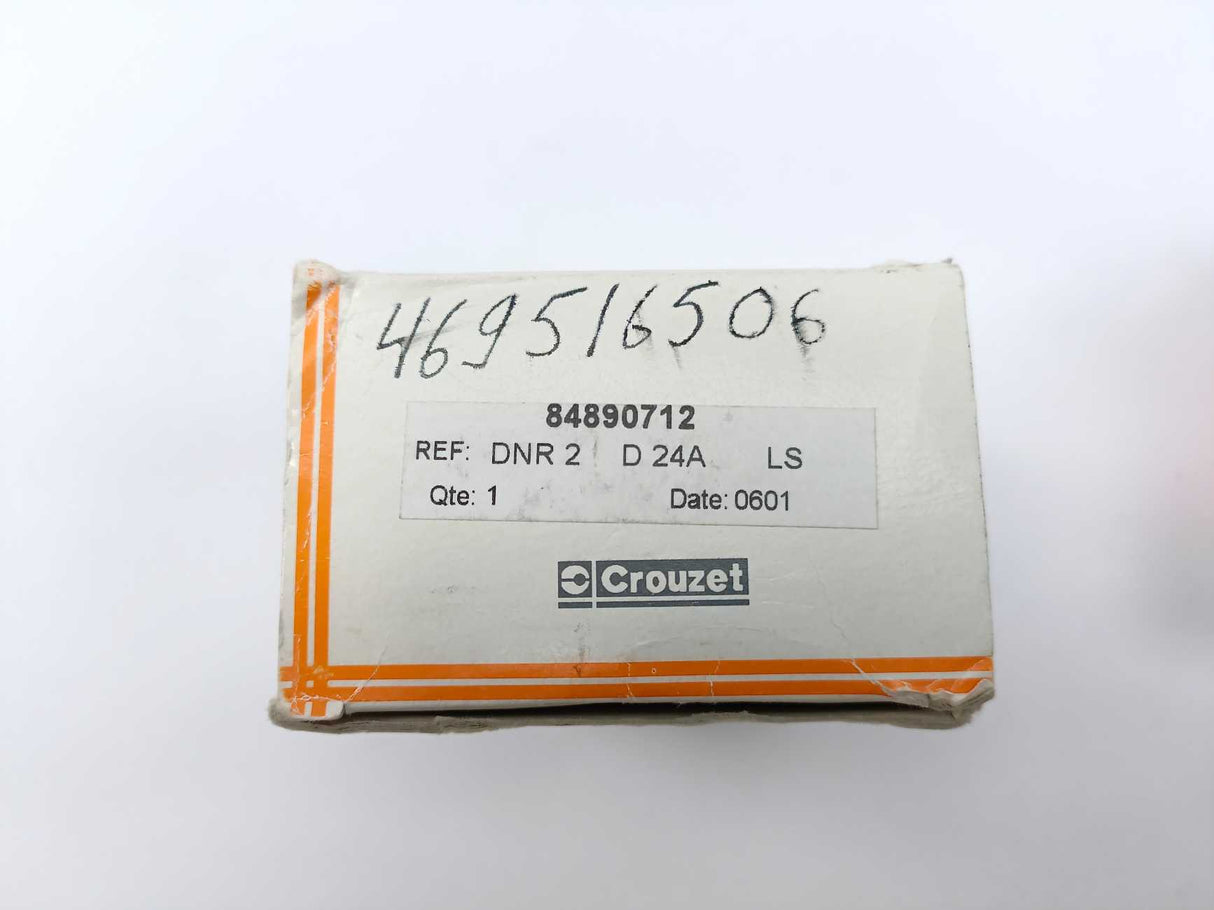 469516506
84890712
REF: DNR 2 D 24A LS
Qte: 1 Date: 0601
Crouzet